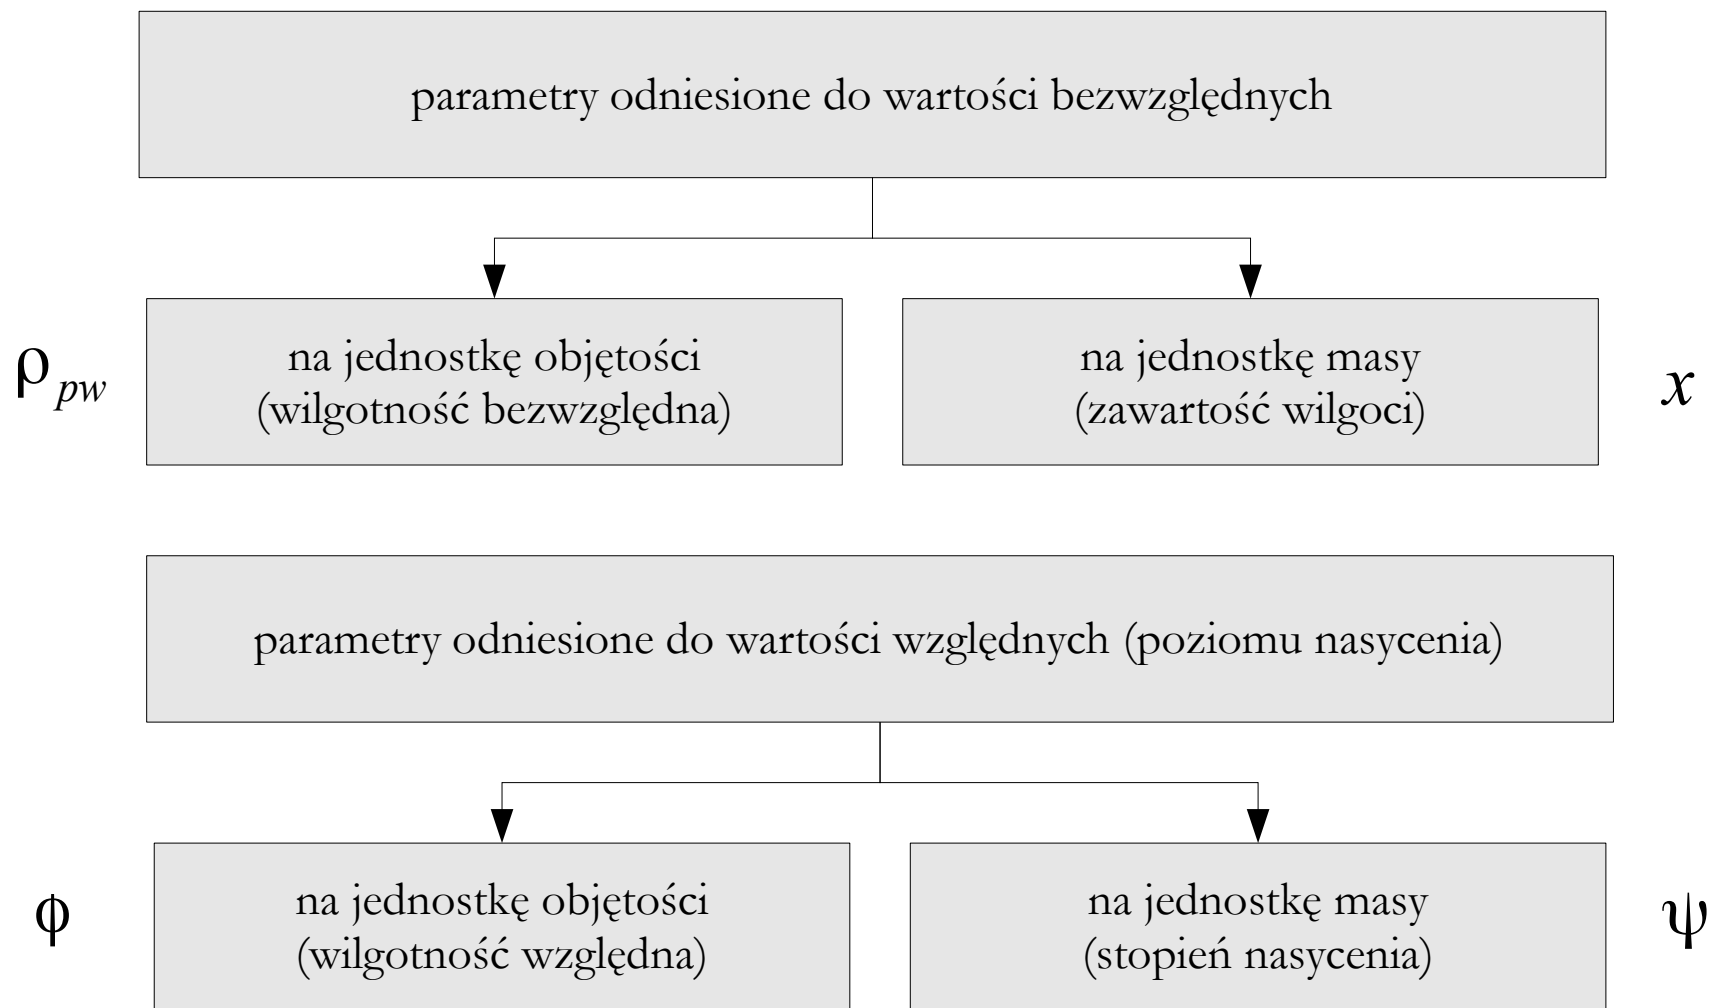 parametry odniesione do wartości bezwzględnych
ρpw
na jednostkę objętości
(wilgotność bezwzględna)
na jednostkę masy
(zawartość wilgoci)
x
parametry odniesione do wartości względnych (poziomu nasycenia)
ϕ
na jednostkę objętości
(wilgotność względna)
na jednostkę masy
(stopień nasycenia)
ψ